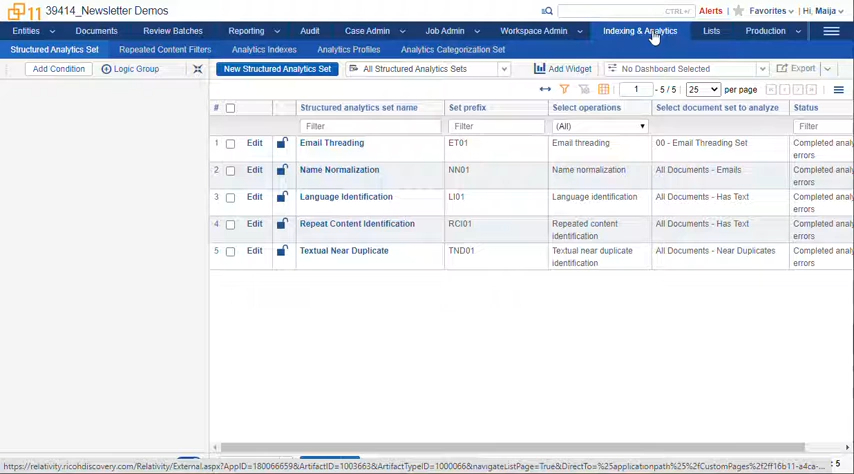 11 39414_Newsletter Demos CTRL+/ Alerts Favorites Hi, Maija
Entities Documents Review Batches Reporting Audit Case Admin Job Admin Workspace Admin Indexing & Analytics Lists Production
Structured Analytics Set Repeated Content Filters Analytics Indexes Analytics Profiles Analytics Categorization Set
Add Condition Logic Group New Structured Analytics Set All Structured Analytics Sets Add Widget No Dashboard Selected Export
1 - 5 / 5 25 per page
# Structured analytics set name Set prefix Select operations Select document set to analyze Status
Filter Filter (All) Filter
1 Edit Email Threading ET01 Email threading 00 - Email Threading Set Completed
errors
2 Edit Name Normalization NN01 Name normalization All Documents - Emails Completed
errors
3 Edit Language Identification LI01 Language identification All Documents - Has Text Completed
errors
4 Edit Repeat Content Identification RCI01 Repeated content All Documents - Has Text Completed
identification errors
5 Edit Textual Near Duplicate TND01 Textual near duplicate All Documents - Near Duplicates Completed
identification errors
https://relativity.ricohdiscovery.com/Relativity/External.aspx?AppID=180066659&ArtifactID=1003663&ArtifactTypeID=1000066&navigateListPage=True&DirectTo=%25applicationpath%25%2fCustomPages%2f2ff16b11-a4ca-... : 5